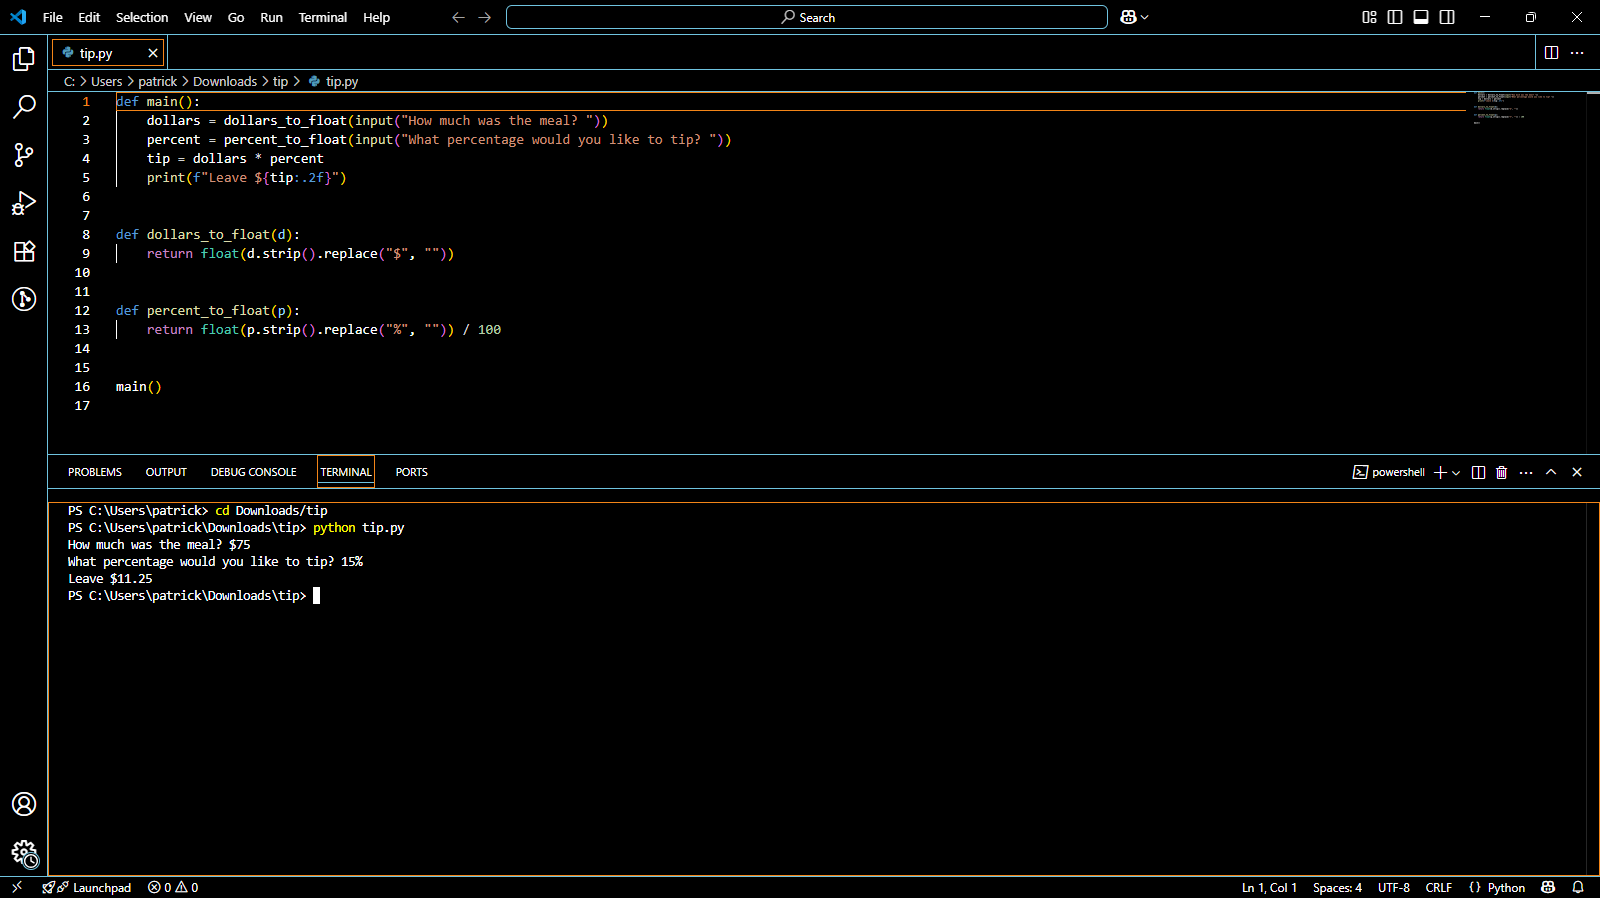 File Edit Selection View Go Run Terminal Help Search
tip.py
C: > Users > patrick > Downloads > tip > tip.py
1 def main():
2     dollars = dollars_to_float(input("How much was the meal? "))
3     percent = percent_to_float(input("What percentage would you like to tip? "))
4     tip = dollars * percent
5     print(f"Leave ${tip:.2f}")
6
7
8 def dollars_to_float(d):
9     return float(d.strip().replace("$", ""))
10
11
12 def percent_to_float(p):
13     return float(p.strip().replace("%", "")) / 100
14
15
16 main()
17
PROBLEMS OUTPUT DEBUG CONSOLE TERMINAL PORTS powershell
PS C:\Users\patrick> cd Downloads/tip
PS C:\Users\patrick\Downloads\tip> python tip.py
How much was the meal? $75
What percentage would you like to tip? 15%
Leave $11.25
PS C:\Users\patrick\Downloads\tip>
Launchpad 0 0 Ln 1, Col 1 Spaces: 4 UTF-8 CRLF {} Python